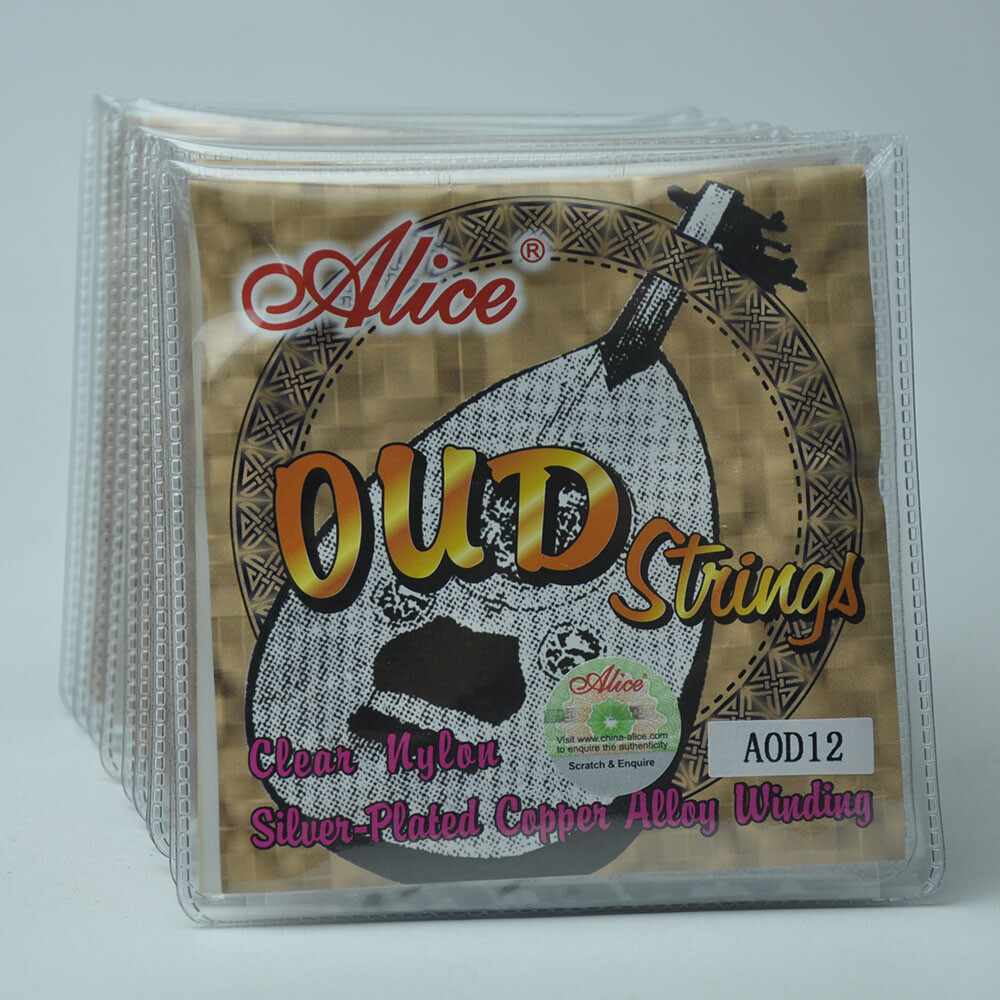 Alice®
OUD
Strings
Alice®
Visit www.china-alice.com
to enquire the authenticity
Scratch & Enquire
AOD12
Clear Nylon
Silver-Plated Copper Alloy Winding